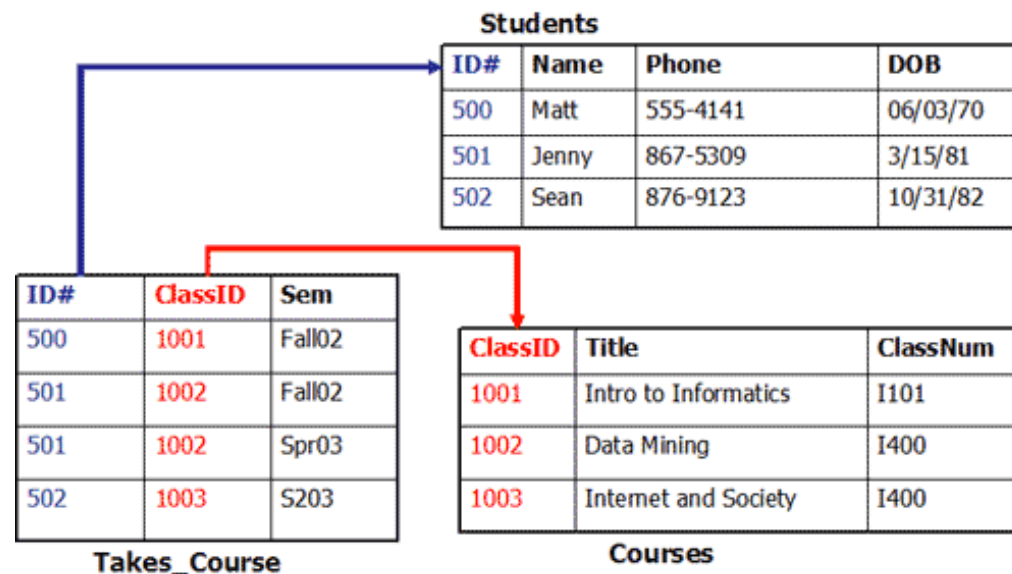 Students
ID# Name Phone DOB
500 Matt 555-4141 06/03/70
501 Jenny 867-5309 3/15/81
502 Sean 876-9123 10/31/82
ID# ClassID Sem
500 1001 Fall02
501 1002 Fall02
501 1002 Spr03
502 1003 S203
Takes_Course
ClassID Title ClassNum
1001 Intro to Informatics I101
1002 Data Mining I400
1003 Internet and Society I400
Courses